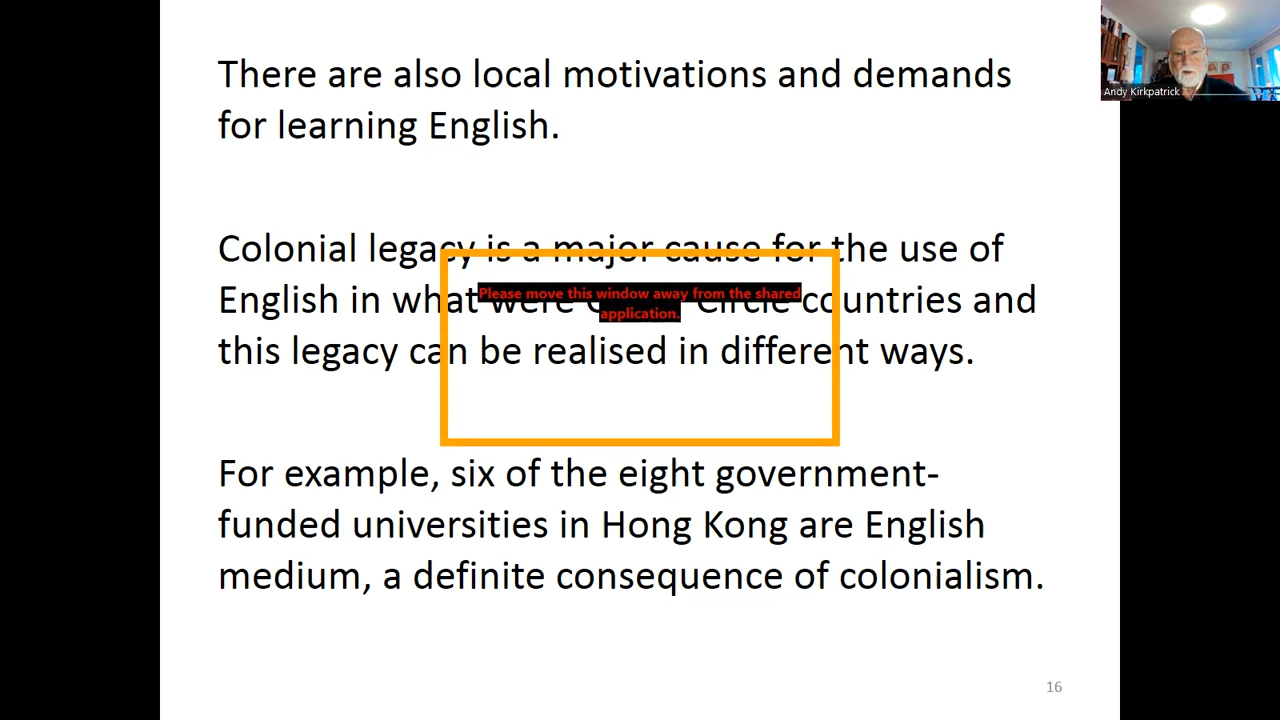 There are also local motivations and demands
for learning English.
Andy Kirkpatrick
Colonial legacy is a major cause for the use of
English in what were Circle countries and
Please move this window away from the shared
application.
this legacy can be realised in different ways.
For example, six of the eight government-
funded universities in Hong Kong are English
medium, a definite consequence of colonialism.
16